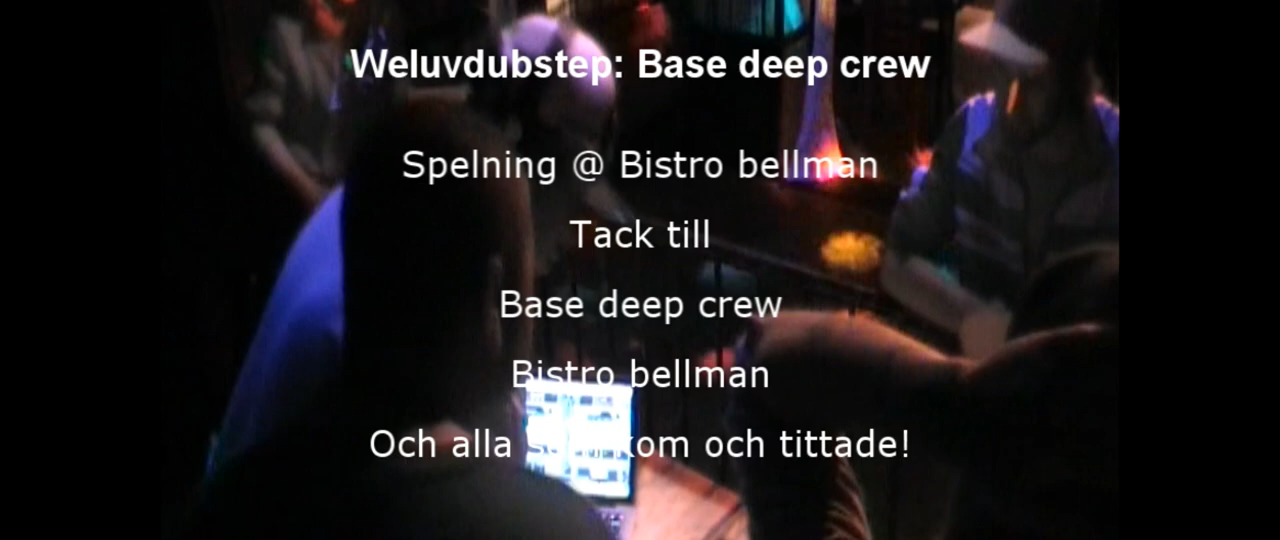 Weluvdubstep: Base deep crew
Spelning @ Bistro bellman
Tack till
Base deep crew
Bistro bellman
Och alla som kom och tittade!